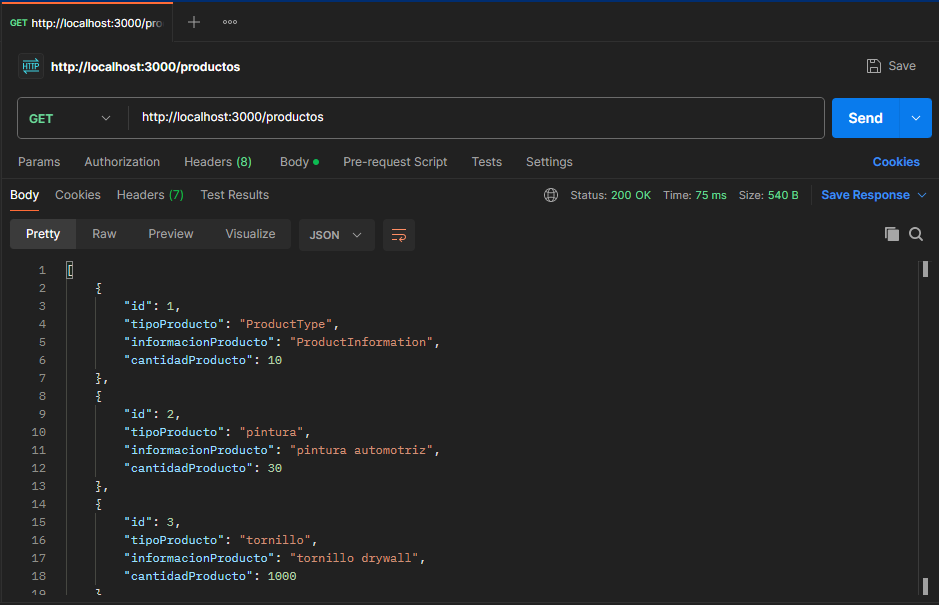 GET http://localhost:3000/pro
HTTP http://localhost:3000/productos Save
GET http://localhost:3000/productos Send
Params Authorization Headers (8) Body Pre-request Script Tests Settings Cookies
Body Cookies Headers (7) Test Results Status: 200 OK Time: 75 ms Size: 540 B Save Response
Pretty Raw Preview Visualize JSON
1 [
2 {
3 "id": 1,
4 "tipoProducto": "ProductType",
5 "informacionProducto": "ProductInformation",
6 "cantidadProducto": 10
7 },
8 {
9 "id": 2,
10 "tipoProducto": "pintura",
11 "informacionProducto": "pintura automotriz",
12 "cantidadProducto": 30
13 },
14 {
15 "id": 3,
16 "tipoProducto": "tornillo",
17 "informacionProducto": "tornillo drywall",
18 "cantidadProducto": 1000
19 }